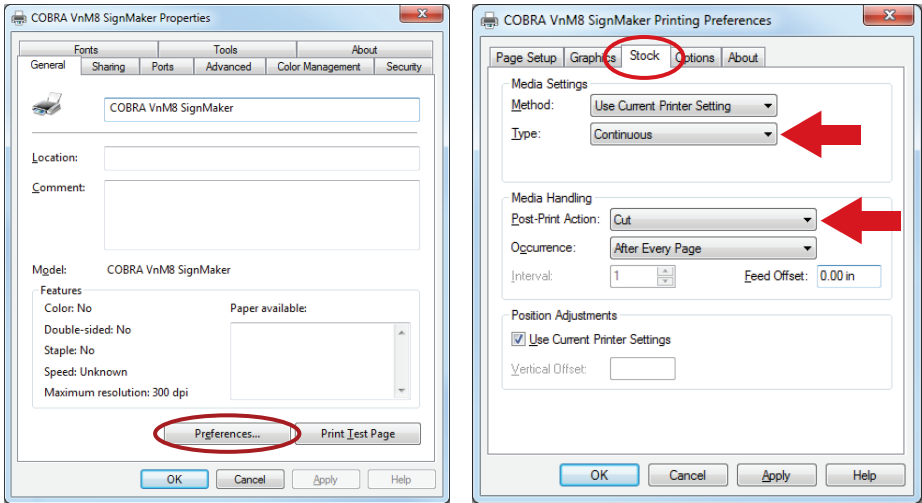 COBRA VnM8 SignMaker Properties
Fonts Tools About
General Sharing Ports Advanced Color Management Security
COBRA VnM8 SignMaker
Location:
Comment:
Model: COBRA VnM8 SignMaker
Features
Color: No
Paper available:
Double-sided: No
Staple: No
Speed: Unknown
Maximum resolution: 300 dpi
Preferences... Print Test Page
OK Cancel Apply Help
COBRA VnM8 SignMaker Printing Preferences
Page Setup Graphics Stock Options About
Media Settings
Method: Use Current Printer Setting
Type: Continuous
Media Handling
Post-Print Action: Cut
Occurrence: After Every Page
Interval: 1 Feed Offset: 0.00 in
Position Adjustments
Use Current Printer Settings
Vertical Offset:
OK Cancel Apply Help